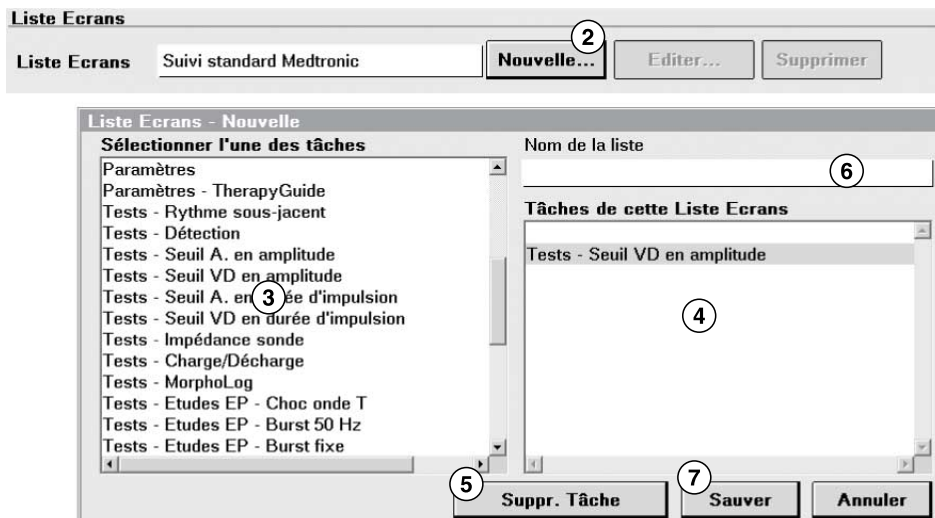 Liste Ecrans
Liste Ecrans Suivi standard Medtronic Nouvelle... Editer... Supprimer
2
Liste Ecrans - Nouvelle
Sélectionner l'une des tâches
Paramètres
Paramètres - TherapyGuide
Tests - Rythme sous-jacent
Tests - Détection
Tests - Seuil A. en amplitude
Tests - Seuil VD en amplitude
Tests - Seuil A. en d'impulsion
Tests - Seuil VD en durée d'impulsion
Tests - Impédance sonde
Tests - Charge/Décharge
Tests - MorphoLog
Tests - Etudes EP - Choc onde T
Tests - Etudes EP - Burst 50 Hz
Tests - Etudes EP - Burst fixe
3
Nom de la liste
6
Tâches de cette Liste Ecrans
Tests - Seuil VD en amplitude
4
5
Suppr. Tâche
7
Sauver
Annuler